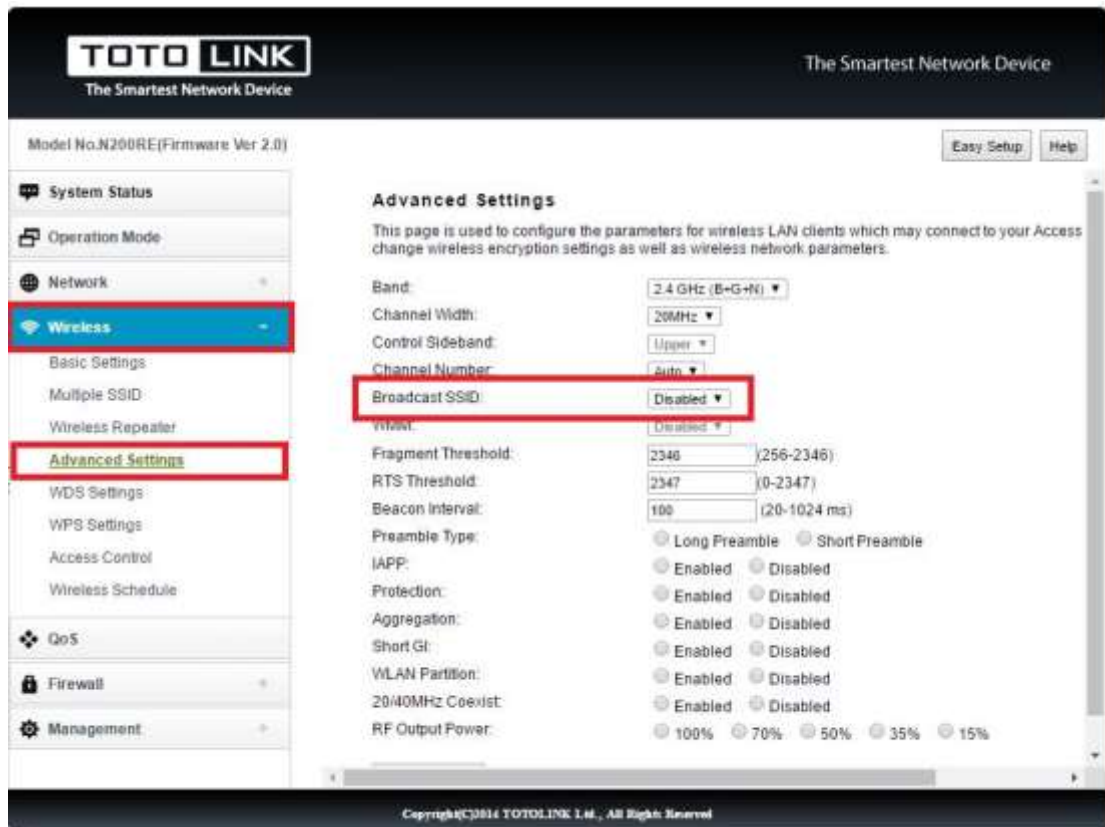 TOTO LINK
The Smartest Network Device
The Smartest Network Device
Model No.N200RE(Firmware Ver 2.0)
Easy Setup Help
System Status
Operation Mode
Network
Wireless
Basic Settings
Multiple SSID
Wireless Repeater
Advanced Settings
WDS Settings
WPS Settings
Access Control
Wireless Schedule
QoS
Firewall
Management
Advanced Settings
This page is used to configure the parameters for wireless LAN clients which may connect to your Access
change wireless encryption settings as well as wireless network parameters.
Band: 2.4 GHz (B+G+N)
Channel Width: 20MHz
Control Sideband: Upper
Channel Number: Auto
Broadcast SSID: Disabled
WMM: Disabled
Fragment Threshold: 2346 (256-2346)
RTS Threshold: 2347 (0-2347)
Beacon Interval: 100 (20-1024 ms)
Preamble Type: Long Preamble Short Preamble
IAPP: Enabled Disabled
Protection: Enabled Disabled
Aggregation: Enabled Disabled
Short GI: Enabled Disabled
WLAN Partition: Enabled Disabled
20/40MHz Coexist: Enabled Disabled
RF Output Power: 100% 70% 50% 35% 15%
Copyright(C)2014 TOTOLINK Ltd., All Rights Reserved